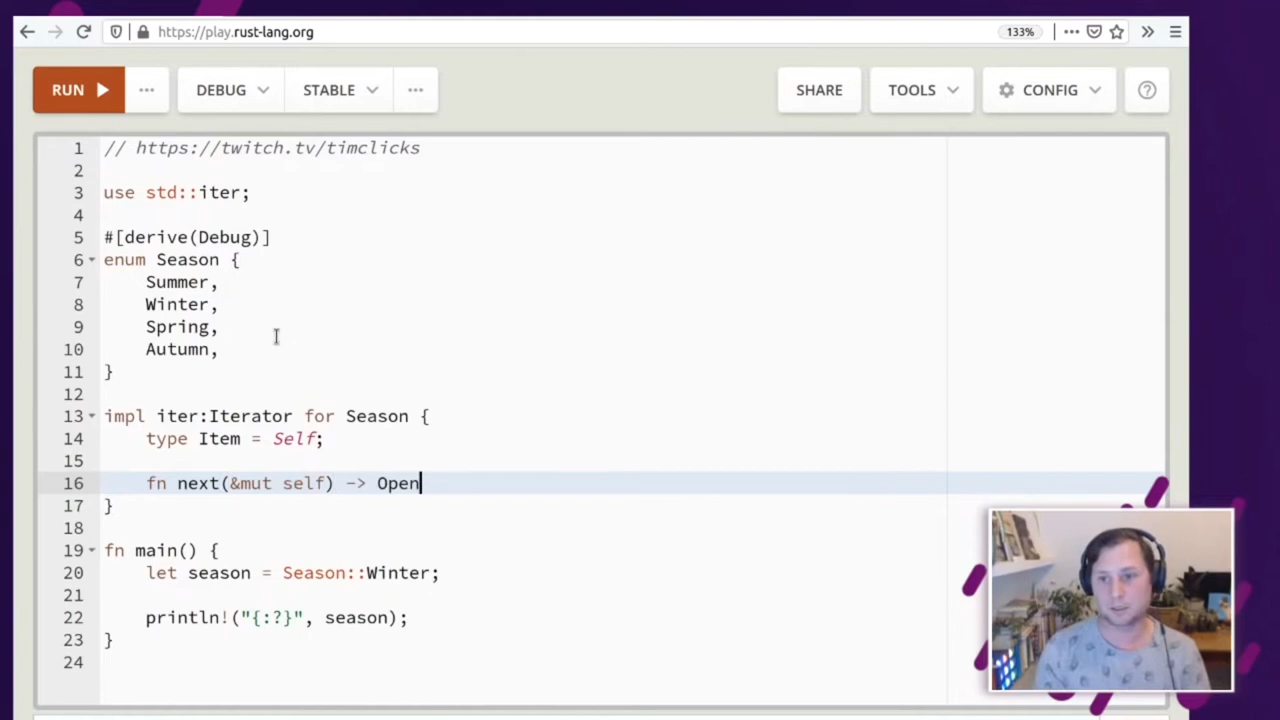 https://play.rust-lang.org 133%
RUN DEBUG STABLE SHARE TOOLS CONFIG
1 // https://twitch.tv/timclicks
2
3 use std::iter;
4
5 #[derive(Debug)]
6 enum Season {
7 Summer,
8 Winter,
9 Spring,
10 Autumn,
11 }
12
13 impl iter:Iterator for Season {
14 type Item = Self;
15
16 fn next(&mut self) -> Open
17 }
18
19 fn main() {
20 let season = Season::Winter;
21
22 println!("{:?}", season);
23 }
24